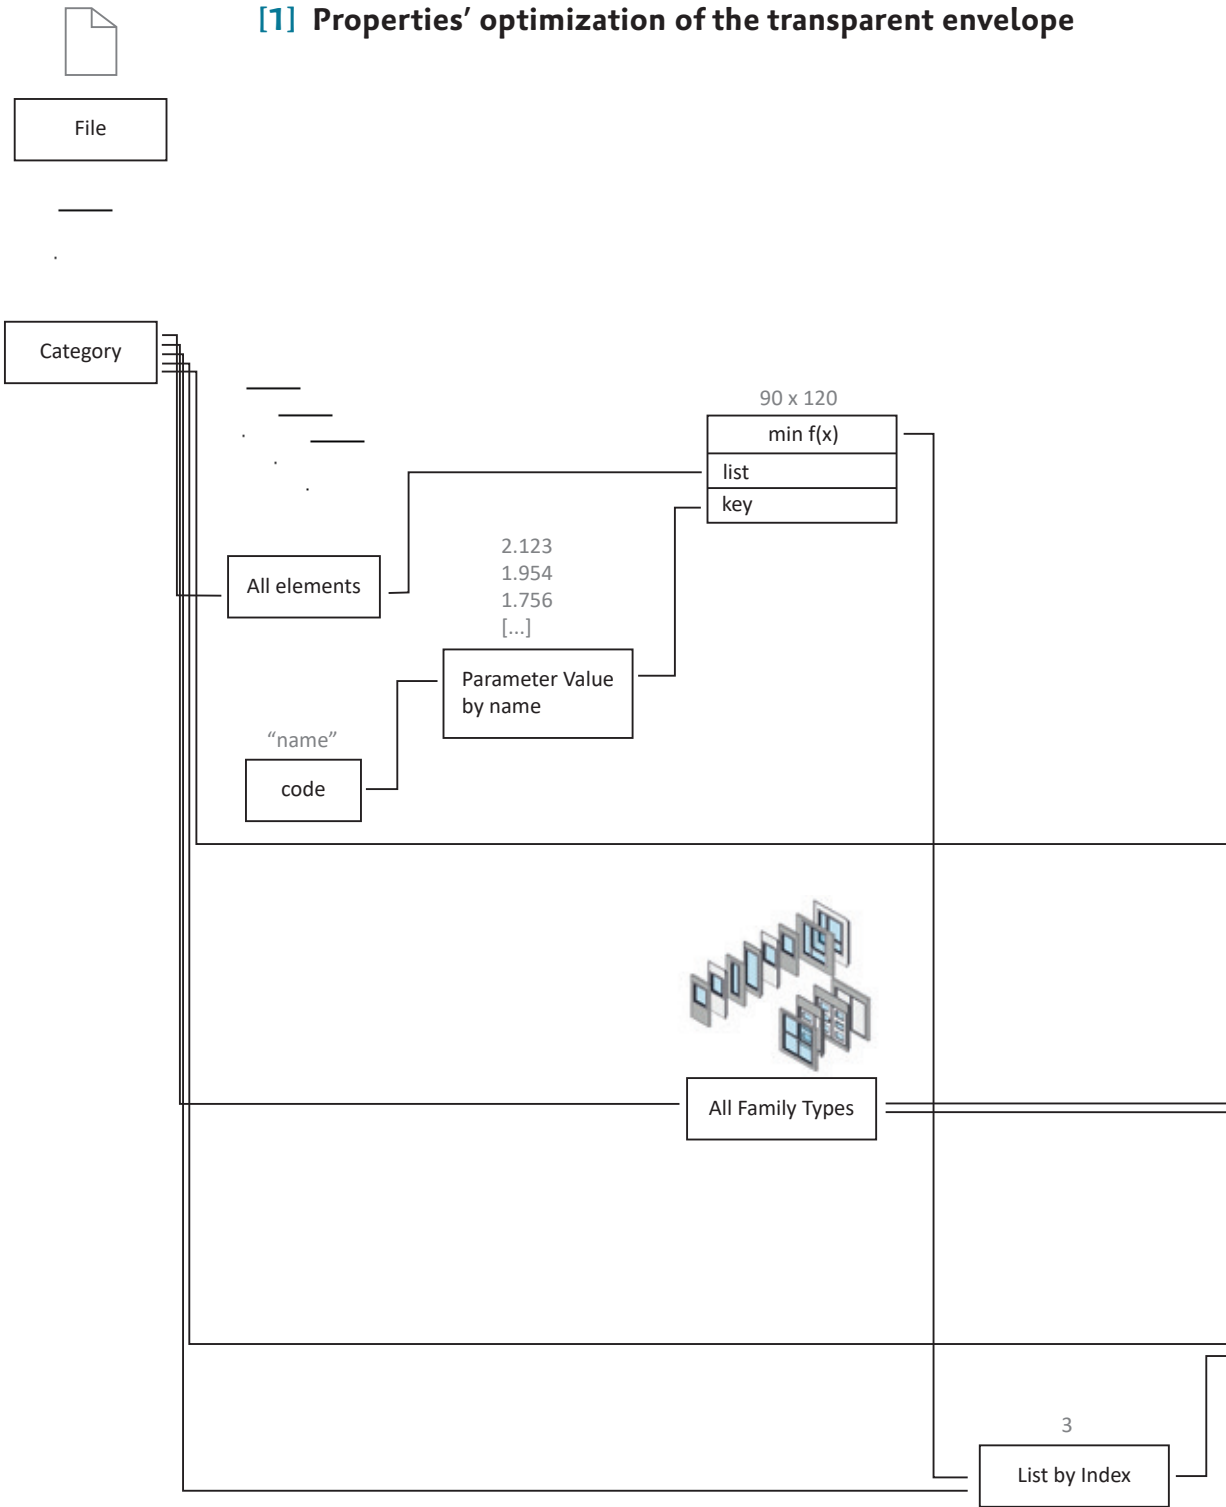 [1] Properties’ optimization of the transparent envelope
File
Category
90 x 120
min f(x)
list
key
2.123
1.954
1.756
[...]
All elements
Parameter Value
by name
“name”
code
All Family Types
3
List by Index